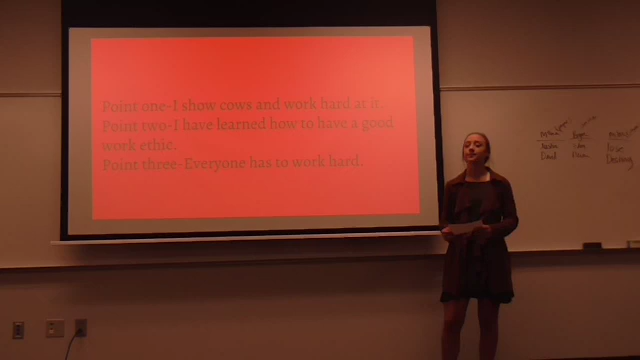 Point one-I show cows and work hard at it.
Point two-I have learned how to have a good
work ethic.
Point three-Everyone has to work hard.